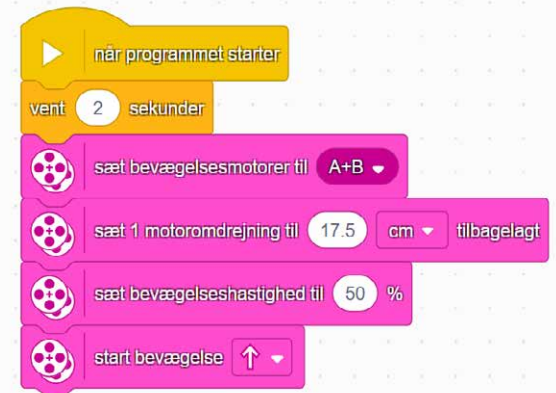 når programmet starter
vent 2 sekunder
sæt bevægelsesmotorer til A+B
sæt 1 motoromdrejning til 17.5 cm tilbagelagt
sæt bevægelseshastighed til 50 %
start bevægelse